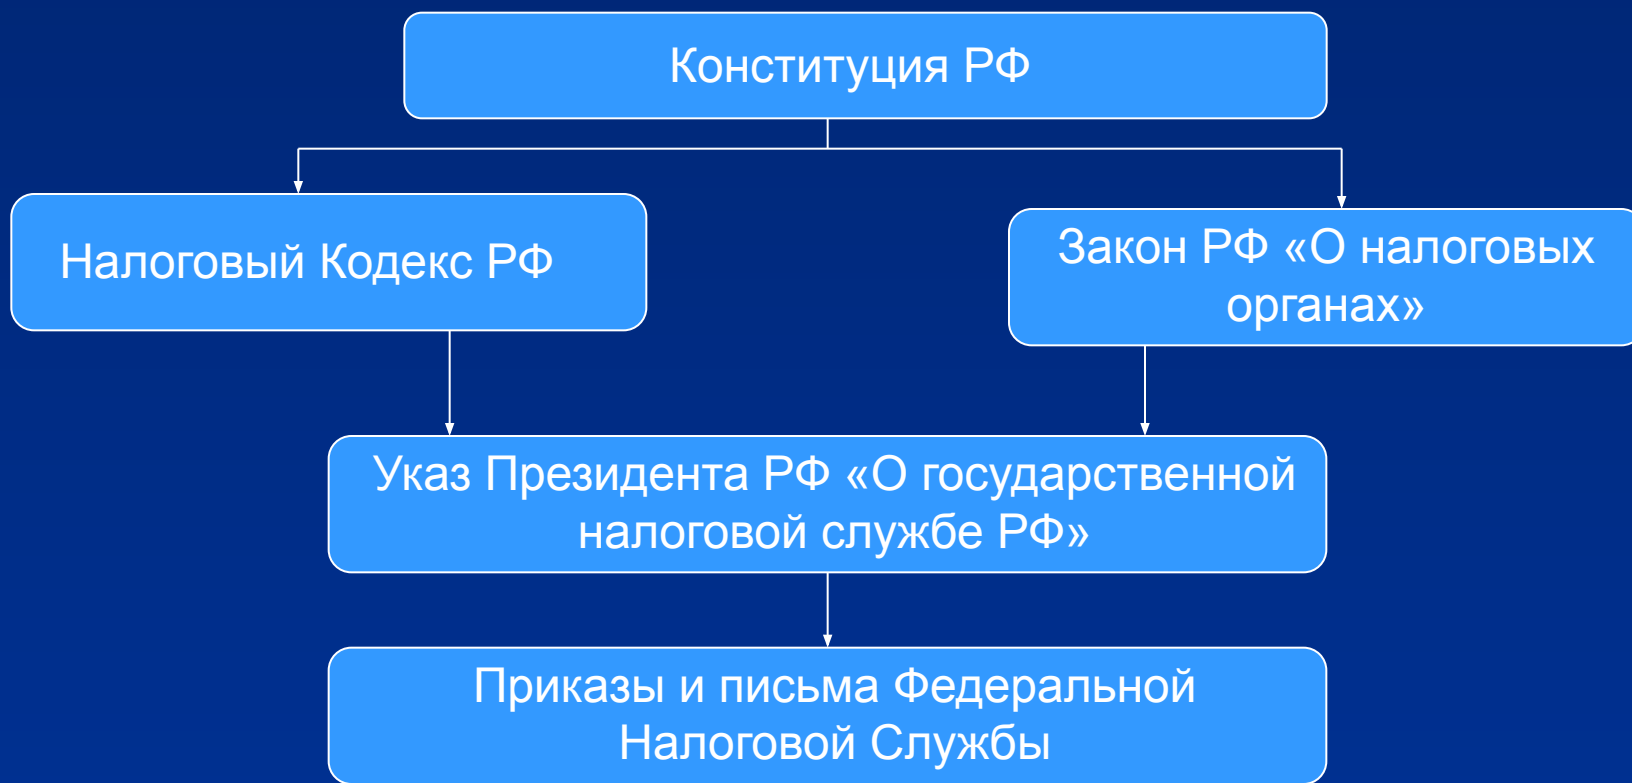 Конституция РФ
Налоговый Кодекс РФ
Закон РФ «О налоговых
органах»
Указ Президента РФ «О государственной
налоговой службе РФ»
Приказы и письма Федеральной
Налоговой Службы